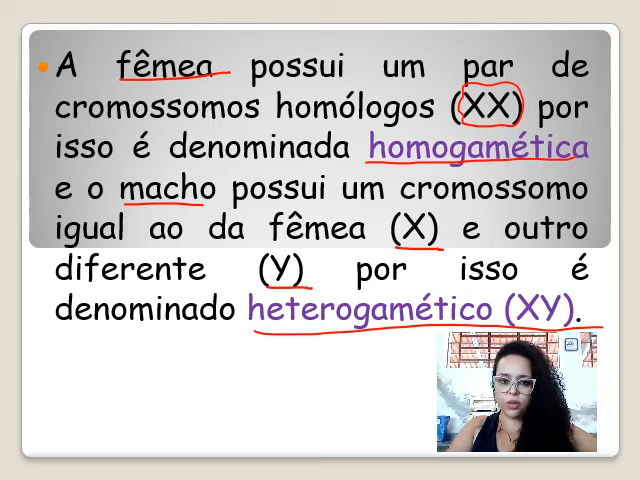 A fêmea possui um par de
cromossomos homólogos (XX) por
isso é denominada homogamética
e o macho possui um cromossomo
igual ao da fêmea (X) e outro
diferente (Y) por isso é
denominado heterogamético (XY).